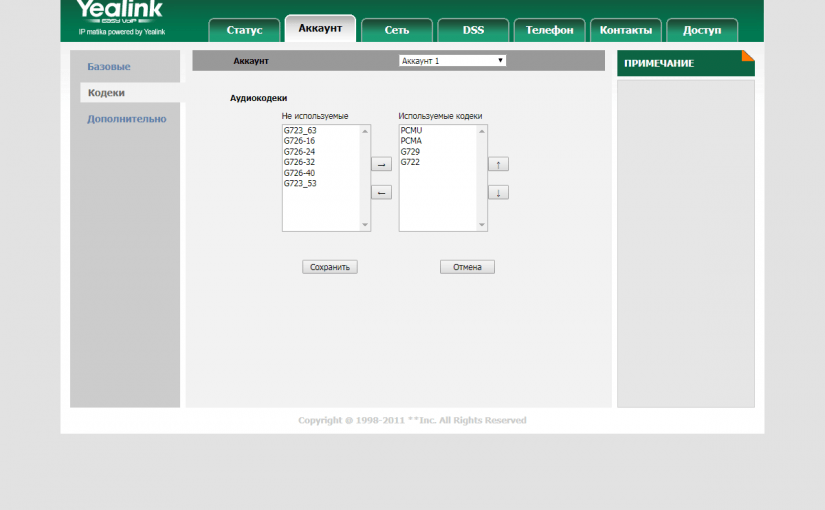 Yealink
EASY VoIP
IP matika powered by Yealink
Статус
Аккаунт
Сеть
DSS
Телефон
Контакты
Доступ
Базовые
Кодеки
Дополнительно
Аккаунт
Аккаунт 1
Аудиокодеки
Не используемые
G723_63
G726-16
G726-24
G726-32
G726-40
G723_53
→
←
Используемые кодеки
PCMU
PCMA
G729
G722
↑
↓
Сохранить
Отмена
ПРИМЕЧАНИЕ
Copyright @ 1998-2011 **Inc. All Rights Reserved